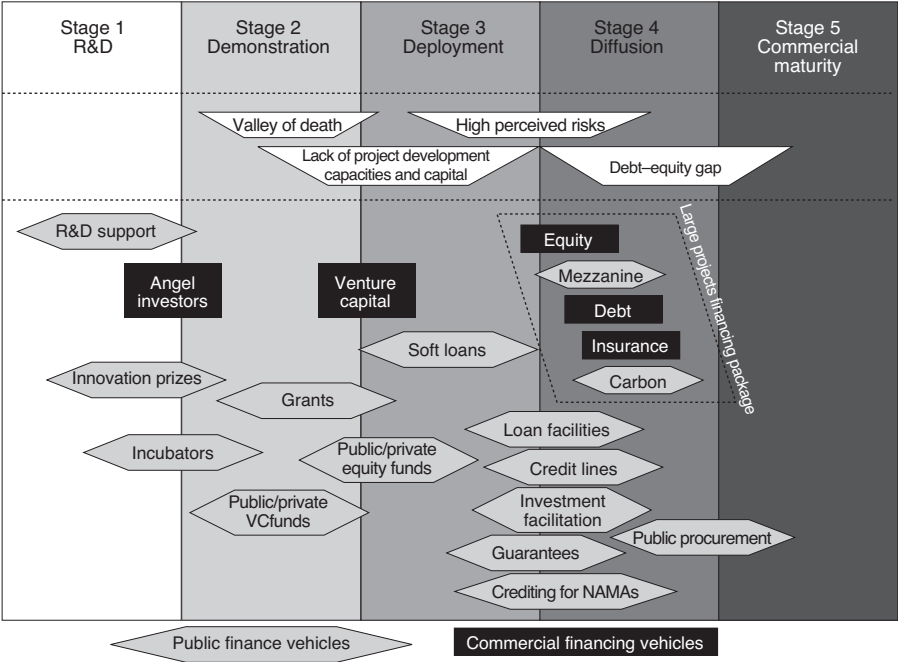 Stage 1
R&D
Stage 2
Demonstration
Stage 3
Deployment
Stage 4
Diffusion
Stage 5
Commercial
maturity
Valley of death
High perceived risks
Lack of project development
capacities and capital
Debt–equity gap
R&D support
Equity
Angel
investors
Venture
capital
Mezzanine
Debt
Soft loans
Insurance
Large projects financing package
Innovation prizes
Carbon
Grants
Loan facilities
Incubators
Public/private
equity funds
Credit lines
Public/private
VCfunds
Investment
facilitation
Public procurement
Guarantees
Crediting for NAMAs
Public finance vehicles
Commercial financing vehicles